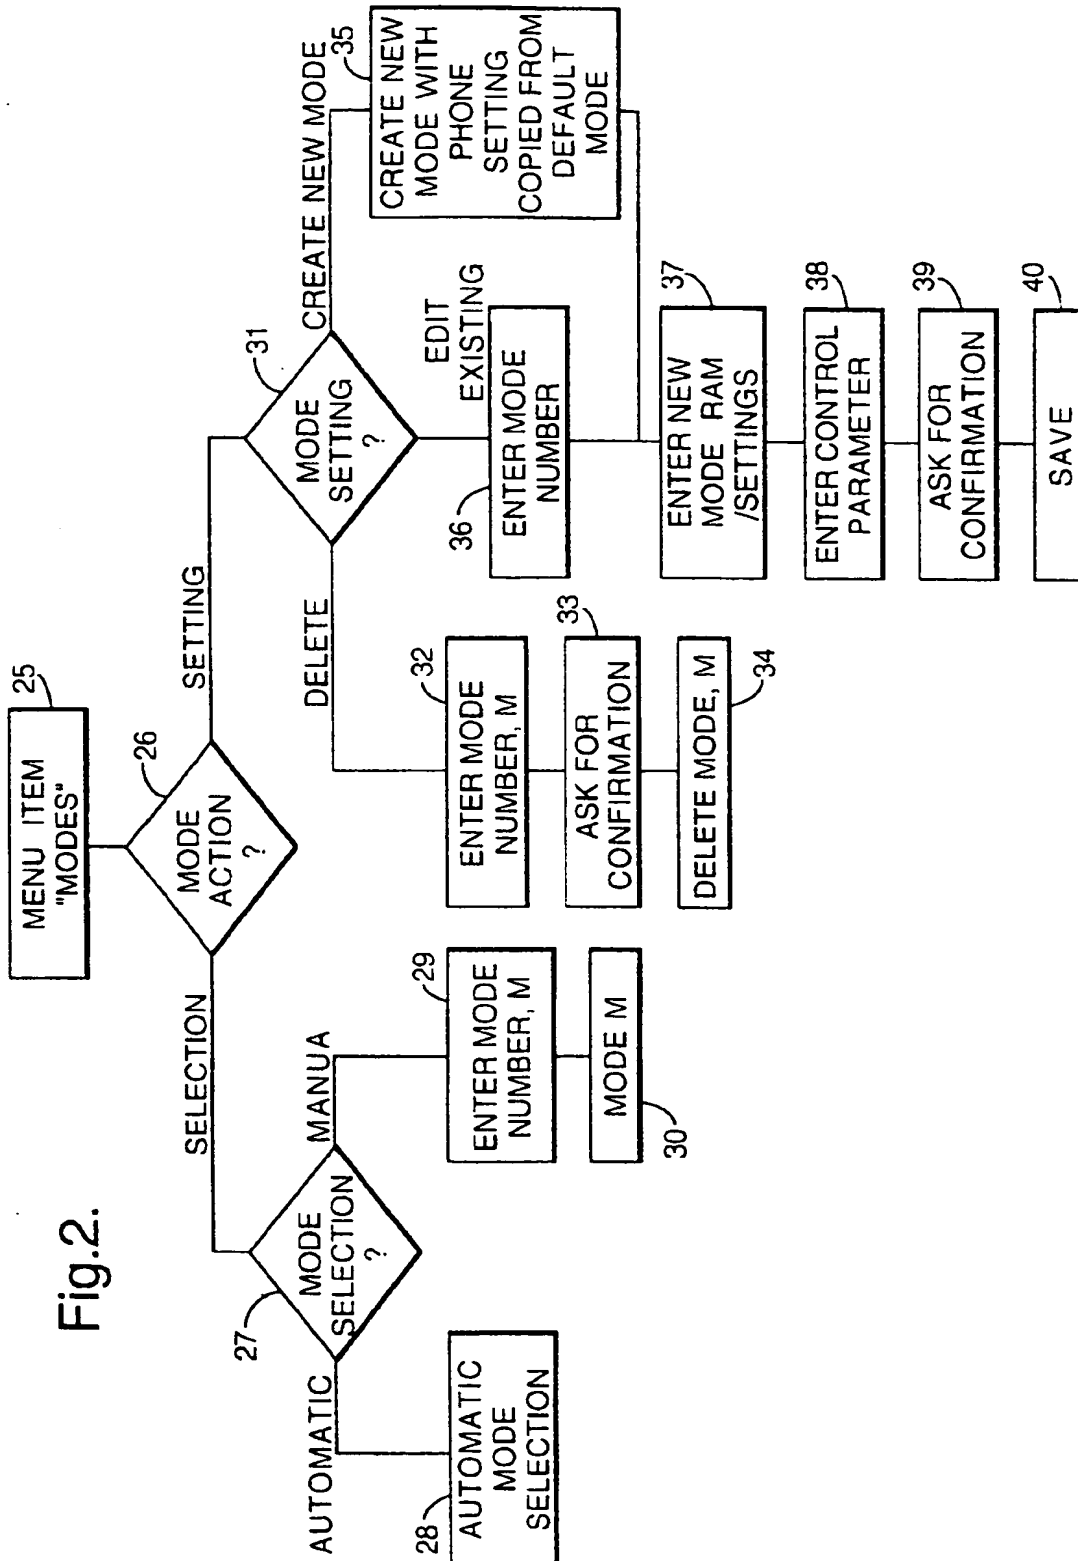 Fig.2.
MENU ITEM
"MODES"
25
MODE
ACTION
?
26
SELECTION
SETTING
MODE
SELECTION
?
27
AUTOMATIC
MANUA
AUTOMATIC
MODE
SELECTION
28
ENTER MODE
NUMBER, M
29
MODE M
30
MODE
SETTING
?
31
DELETE
EDIT
EXISTING
CREATE NEW MODE
ENTER MODE
NUMBER, M
32
ASK FOR
CONFIRMATION
33
DELETE MODE, M
34
CREATE NEW
MODE WITH
PHONE
SETTING
COPIED FROM
DEFAULT
MODE
35
ENTER MODE
NUMBER
36
ENTER NEW
MODE RAM
/SETTINGS
37
ENTER CONTROL
PARAMETER
38
ASK FOR
CONFIRMATION
39
SAVE
40